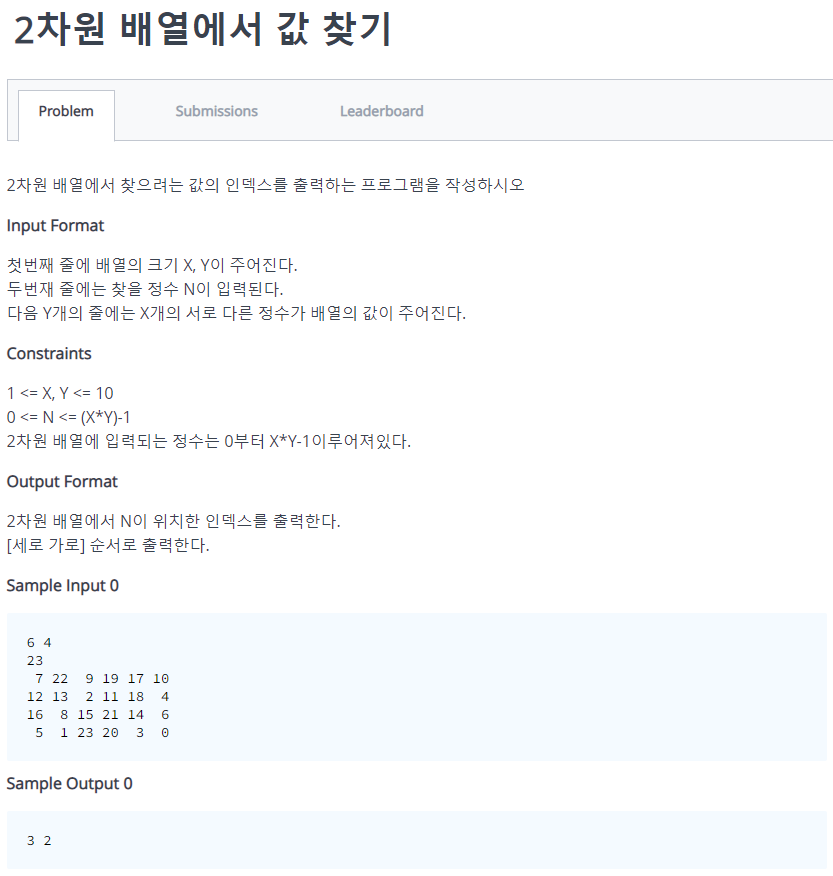 2차원 배열에서 값 찾기
Problem Submissions Leaderboard
2차원 배열에서 찾으려는 값의 인덱스를 출력하는 프로그램을 작성하시오
Input Format
첫번째 줄에 배열의 크기 X, Y이 주어진다.
두번재 줄에는 찾을 정수 N이 입력된다.
다음 Y개의 줄에는 X개의 서로 다른 정수가 배열의 값이 주어진다.
Constraints
1 <= X, Y <= 10
0 <= N <= (X*Y)-1
2차원 배열에 입력되는 정수는 0부터 X*Y-1이루어져있다.
Output Format
2차원 배열에서 N이 위치한 인덱스를 출력한다.
[세로 가로] 순서로 출력한다.
Sample Input 0
6 4
23
 7 22  9 19 17 10
12 13  2 11 18  4
16  8 15 21 14  6
 5  1 23 20  3  0
Sample Output 0
3 2